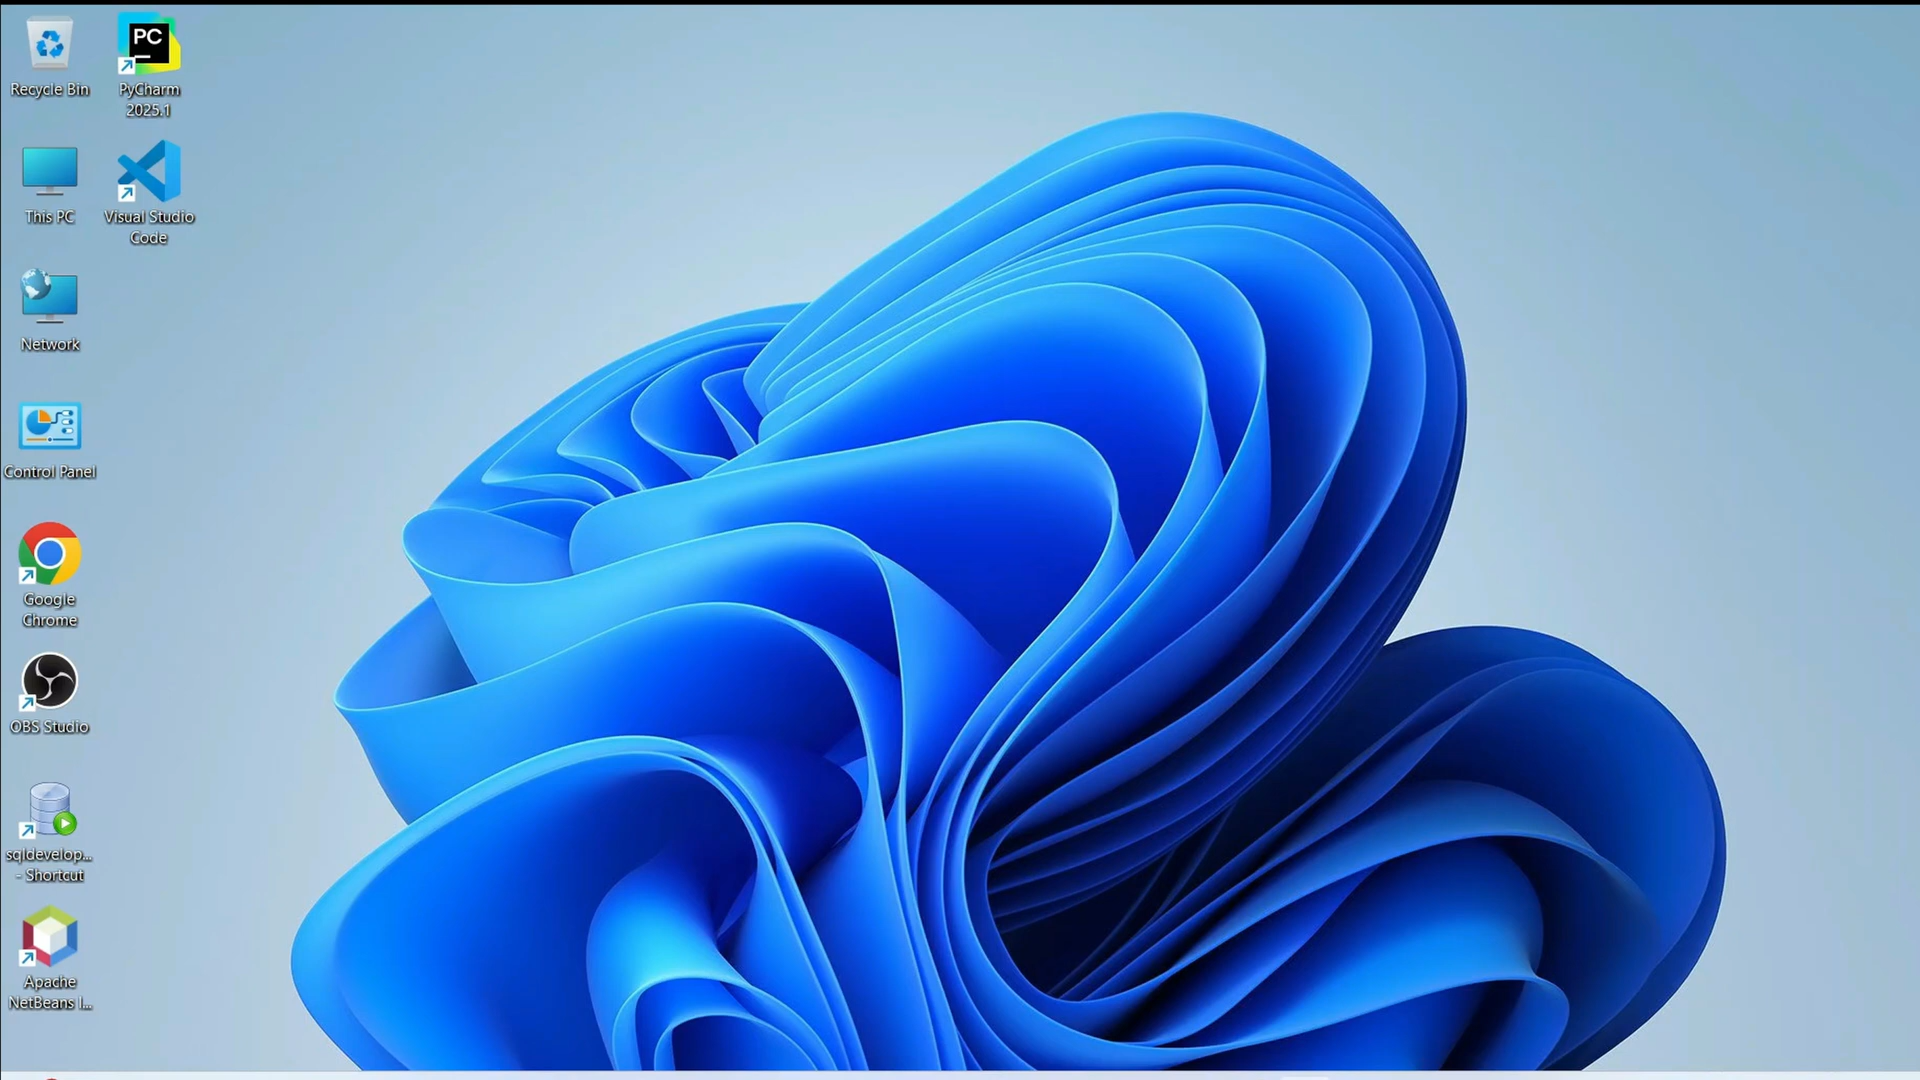 Recycle Bin
PC
PyCharm
2025.1
This PC
Visual Studio
Code
Network
Control Panel
Google
Chrome
OBS Studio
sqldevelop...
- Shortcut
Apache
NetBeans I...